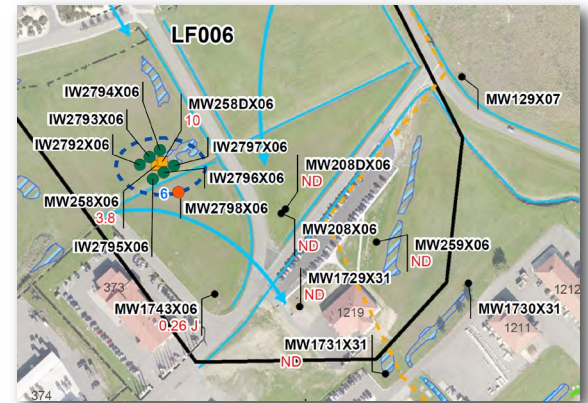 LF006
IW2794X06
MW258DX06
10
IW2793X06
IW2797X06
IW2792X06
IW2796X06
MW129X07
MW208DX06
ND
6
MW258X06
3.8
MW2798X06
MW208X06
ND
IW2795X06
MW259X06
ND
MW1729X31
ND
373
MW1743X06
0.26 J
1219
MW1730X31
1212
1211
MW1731X31
ND
374